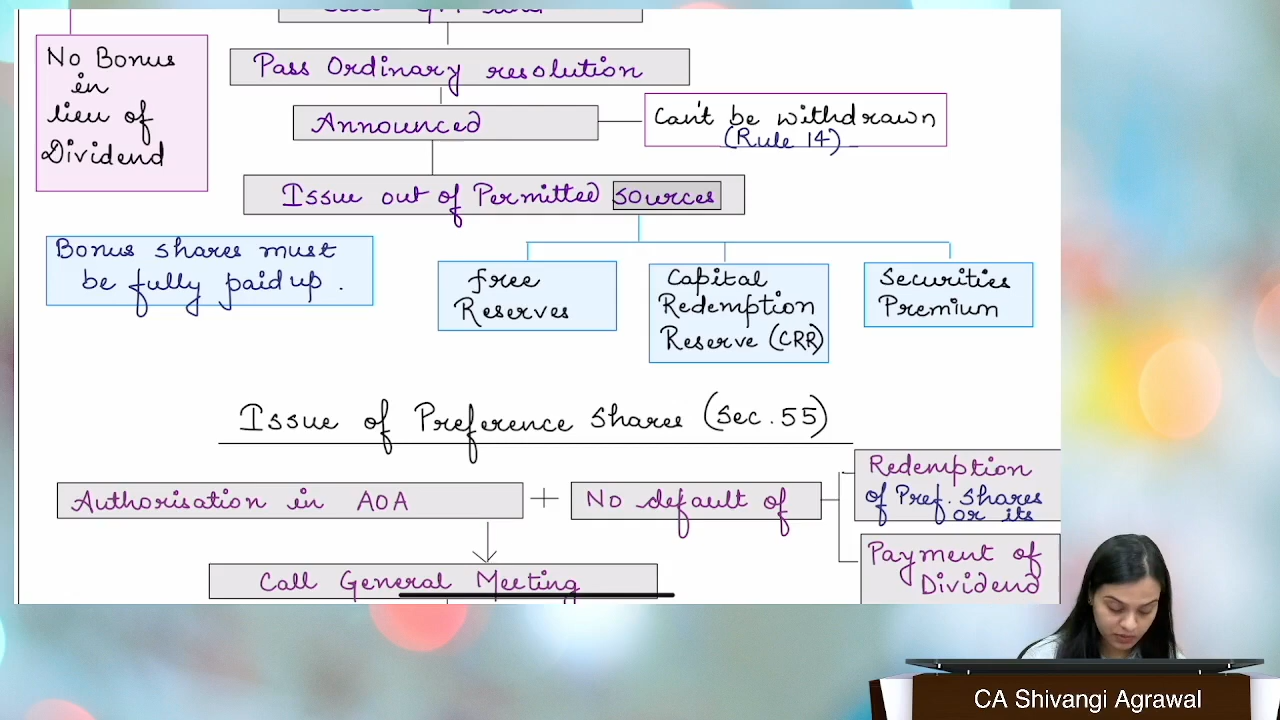 No Bonus
in
lieu of
Dividend
Pass Ordinary resolution
Announced
Can't be withdrawn
(Rule 14)
Issue out of Permitted sources
Bonus shares must
be fully paid up.
free
Reserves
Capital
Redemption
Reserve (CRR)
Securities
Premium
Issue of Preference Shares (Sec. 55)
Authorisation in AOA
+
No default of
Redemption
of Pref. Shares
or its
Payment of
Dividend
Call General Meeting
CA Shivangi Agrawal